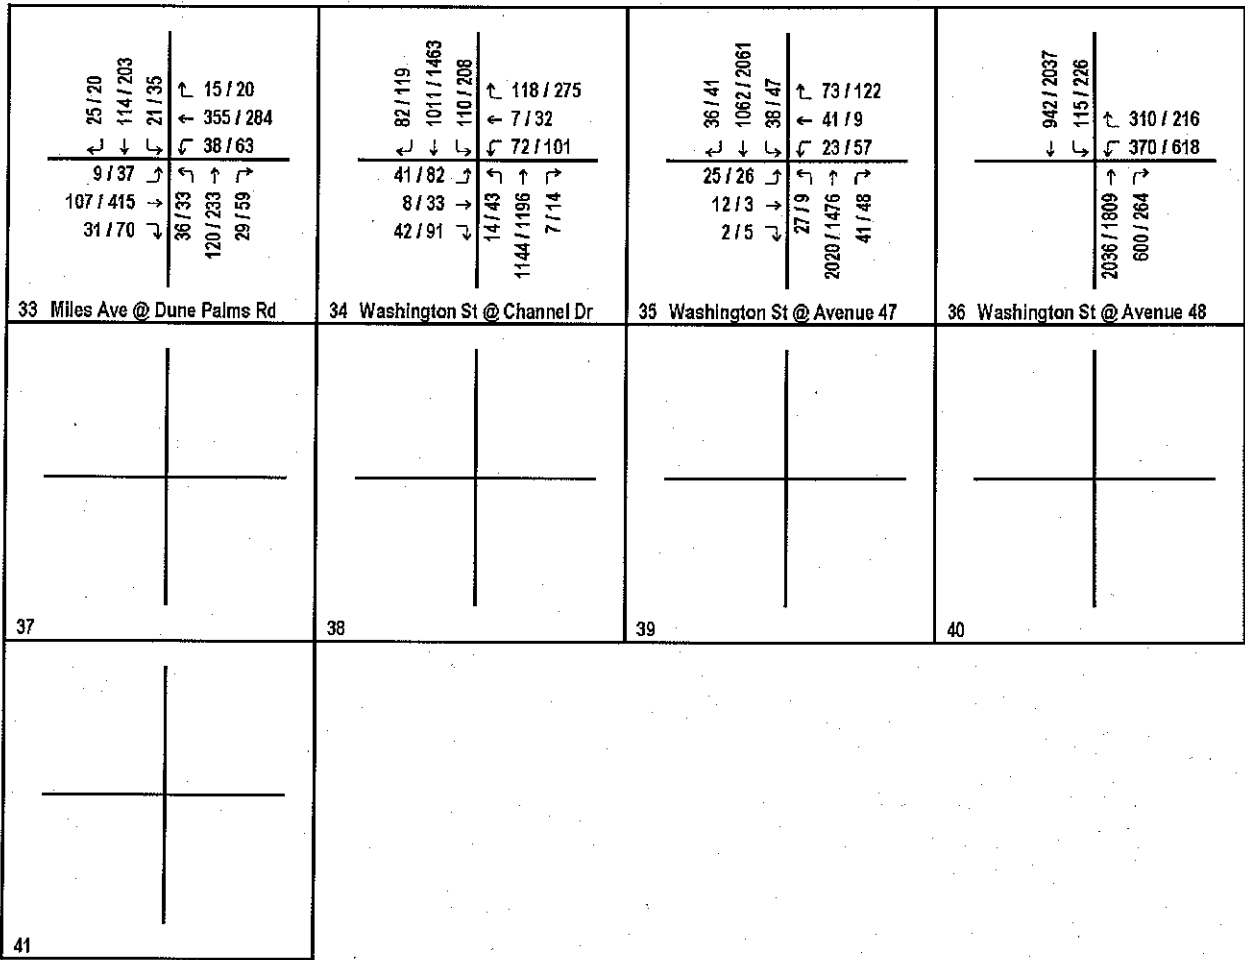 25 / 20
114 / 203
21 / 35
↵ ↓ ↳
↑ 15 / 20
← 355 / 284
↙ 38 / 63
9 / 37 ↗
107 / 415 →
31 / 70 ↘
↰ ↑ ↱
36 / 33
120 / 233
29 / 59
33 Miles Ave @ Dune Palms Rd
82 / 119
1011 / 1463
110 / 208
118 / 275
← 7 / 32
72 / 101
41 / 82
8 / 33 →
42 / 91
14 / 43
1144 / 1196
7 / 14
34 Washington St @ Channel Dr
36 / 41
1062 / 2061
38 / 47
73 / 122
← 41 / 9
23 / 57
25 / 26
12 / 3 →
2 / 5
27 / 9
2020 / 1476
41 / 48
35 Washington St @ Avenue 47
942 / 2037
115 / 226
310 / 216
370 / 618
2036 / 1809
600 / 264
36 Washington St @ Avenue 48
37
38
39
40
41